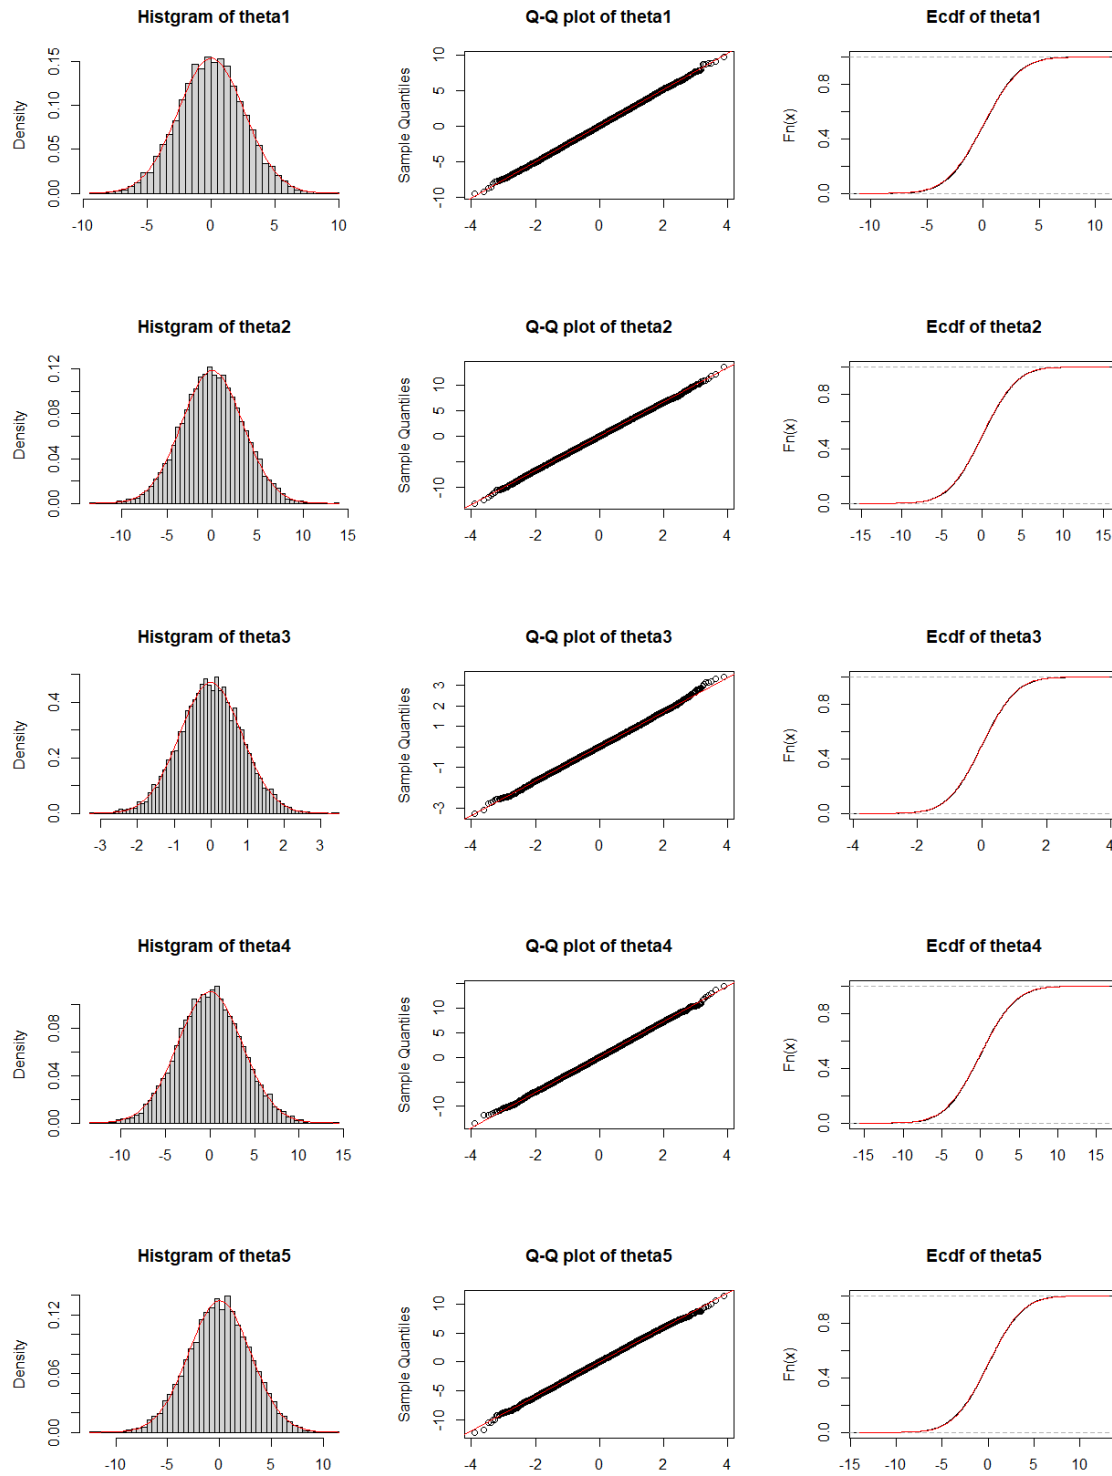 Histgram of theta1
Q-Q plot of theta1
Ecdf of theta1
Density
0.00 0.05 0.10 0.15
-10 -5 0 5 10
Sample Quantiles
-10 -5 0 5 10
-4 -2 0 2 4
Fn(x)
0.0 0.4 0.8
-10 -5 0 5 10
Histgram of theta2
Q-Q plot of theta2
Ecdf of theta2
Density
0.00 0.04 0.08 0.12
-10 -5 0 5 10 15
Sample Quantiles
-10 0 5 10
-4 -2 0 2 4
Fn(x)
0.0 0.4 0.8
-15 -10 -5 0 5 10 15
Histgram of theta3
Q-Q plot of theta3
Ecdf of theta3
Density
0.0 0.2 0.4
-3 -2 -1 0 1 2 3
Sample Quantiles
-3 -1 1 2 3
-4 -2 0 2 4
Fn(x)
0.0 0.4 0.8
-4 -2 0 2 4
Histgram of theta4
Q-Q plot of theta4
Ecdf of theta4
Density
0.00 0.04 0.08
-10 -5 0 5 10 15
Sample Quantiles
-10 0 5 10
-4 -2 0 2 4
Fn(x)
0.0 0.4 0.8
-15 -10 -5 0 5 10 15
Histgram of theta5
Q-Q plot of theta5
Ecdf of theta5
Density
0.00 0.06 0.12
-10 -5 0 5 10
Sample Quantiles
-10 -5 0 5 10
-4 -2 0 2 4
Fn(x)
0.0 0.4 0.8
-15 -10 -5 0 5 10